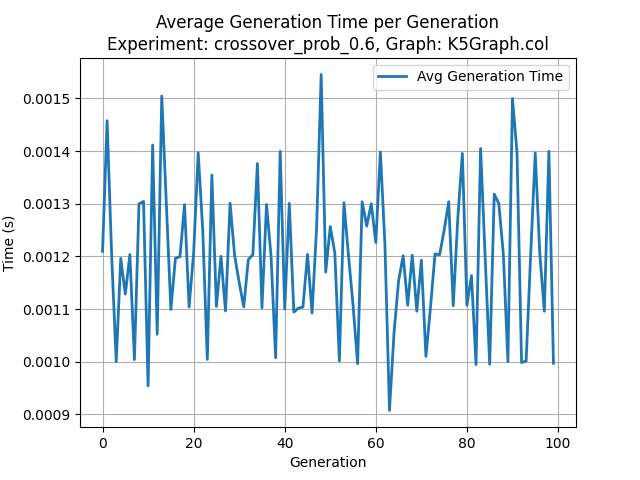 Average Generation Time per Generation
Experiment: crossover_prob_0.6, Graph: K5Graph.col
Avg Generation Time
Time (s)
0.0015
0.0014
0.0013
0.0012
0.0011
0.0010
0.0009
0 20 40 60 80 100
Generation